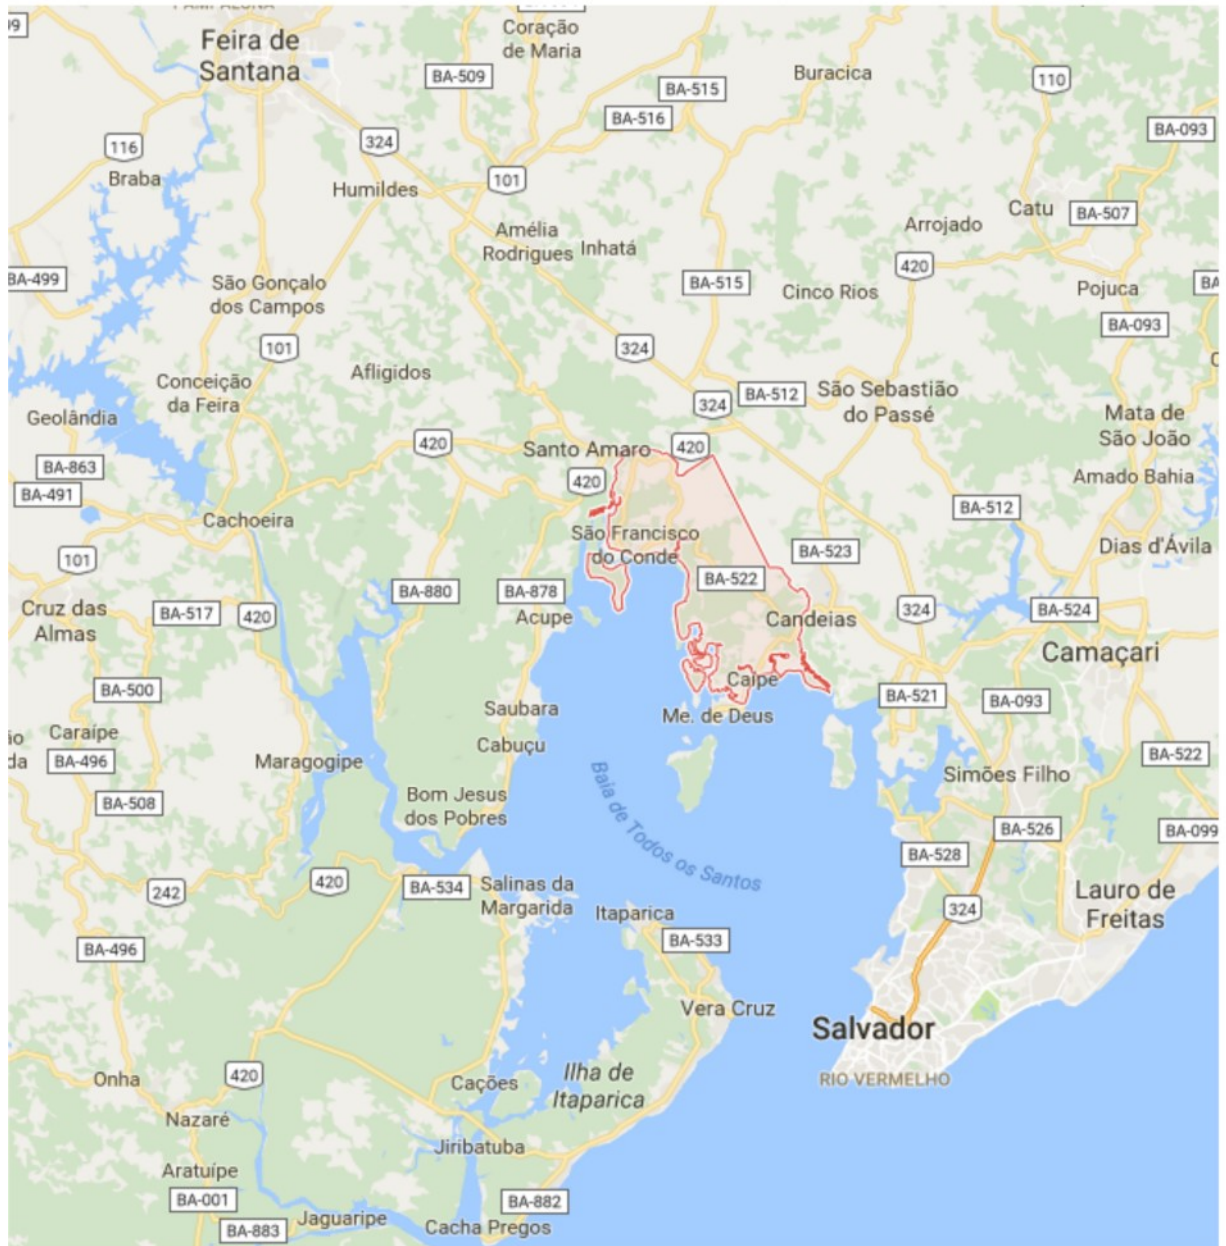 Feira de
Santana
Coração
de Maria
BA-509
BA-515
BA-516
Buracica
110
BA-093
116
Braba
324
Humildes
101
Amélia
Rodrigues
Inhatá
Catu
BA-507
Arrojado
420
BA-499
São Gonçalo
dos Campos
BA-515
Cinco Rios
Pojuca
BA-093
101
324
Afligidos
Conceição
da Feira
Geolândia
324
BA-512
São Sebastião
do Passé
Mata de
São João
BA-863
BA-491
420
Santo Amaro
420
420
Amado Bahia
Cachoeira
BA-512
São Francisco
do Conde
101
BA-523
Dias d'Ávila
BA-522
BA-880
BA-878
Acupe
Cruz das
Almas
BA-517
420
Candeias
324
BA-524
Camaçari
BA-500
Caípe
BA-521
BA-093
Saubara
Me. de Deus
Caraípe
BA-496
Cabuçu
Maragogipe
BA-522
Simões Filho
BA-508
Bom Jesus
dos Pobres
Baia de Todos os Santos
BA-526
BA-099
BA-528
242
420
BA-534
Salinas da
Margarida
Itaparica
324
Lauro de
Freitas
BA-496
BA-533
Vera Cruz
Salvador
RIO VERMELHO
Onha
420
Cações
Ilha de
Itaparica
Nazaré
Jiribatuba
Aratuípe
BA-001
BA-882
BA-883
Jaguaripe
Cacha Pregos